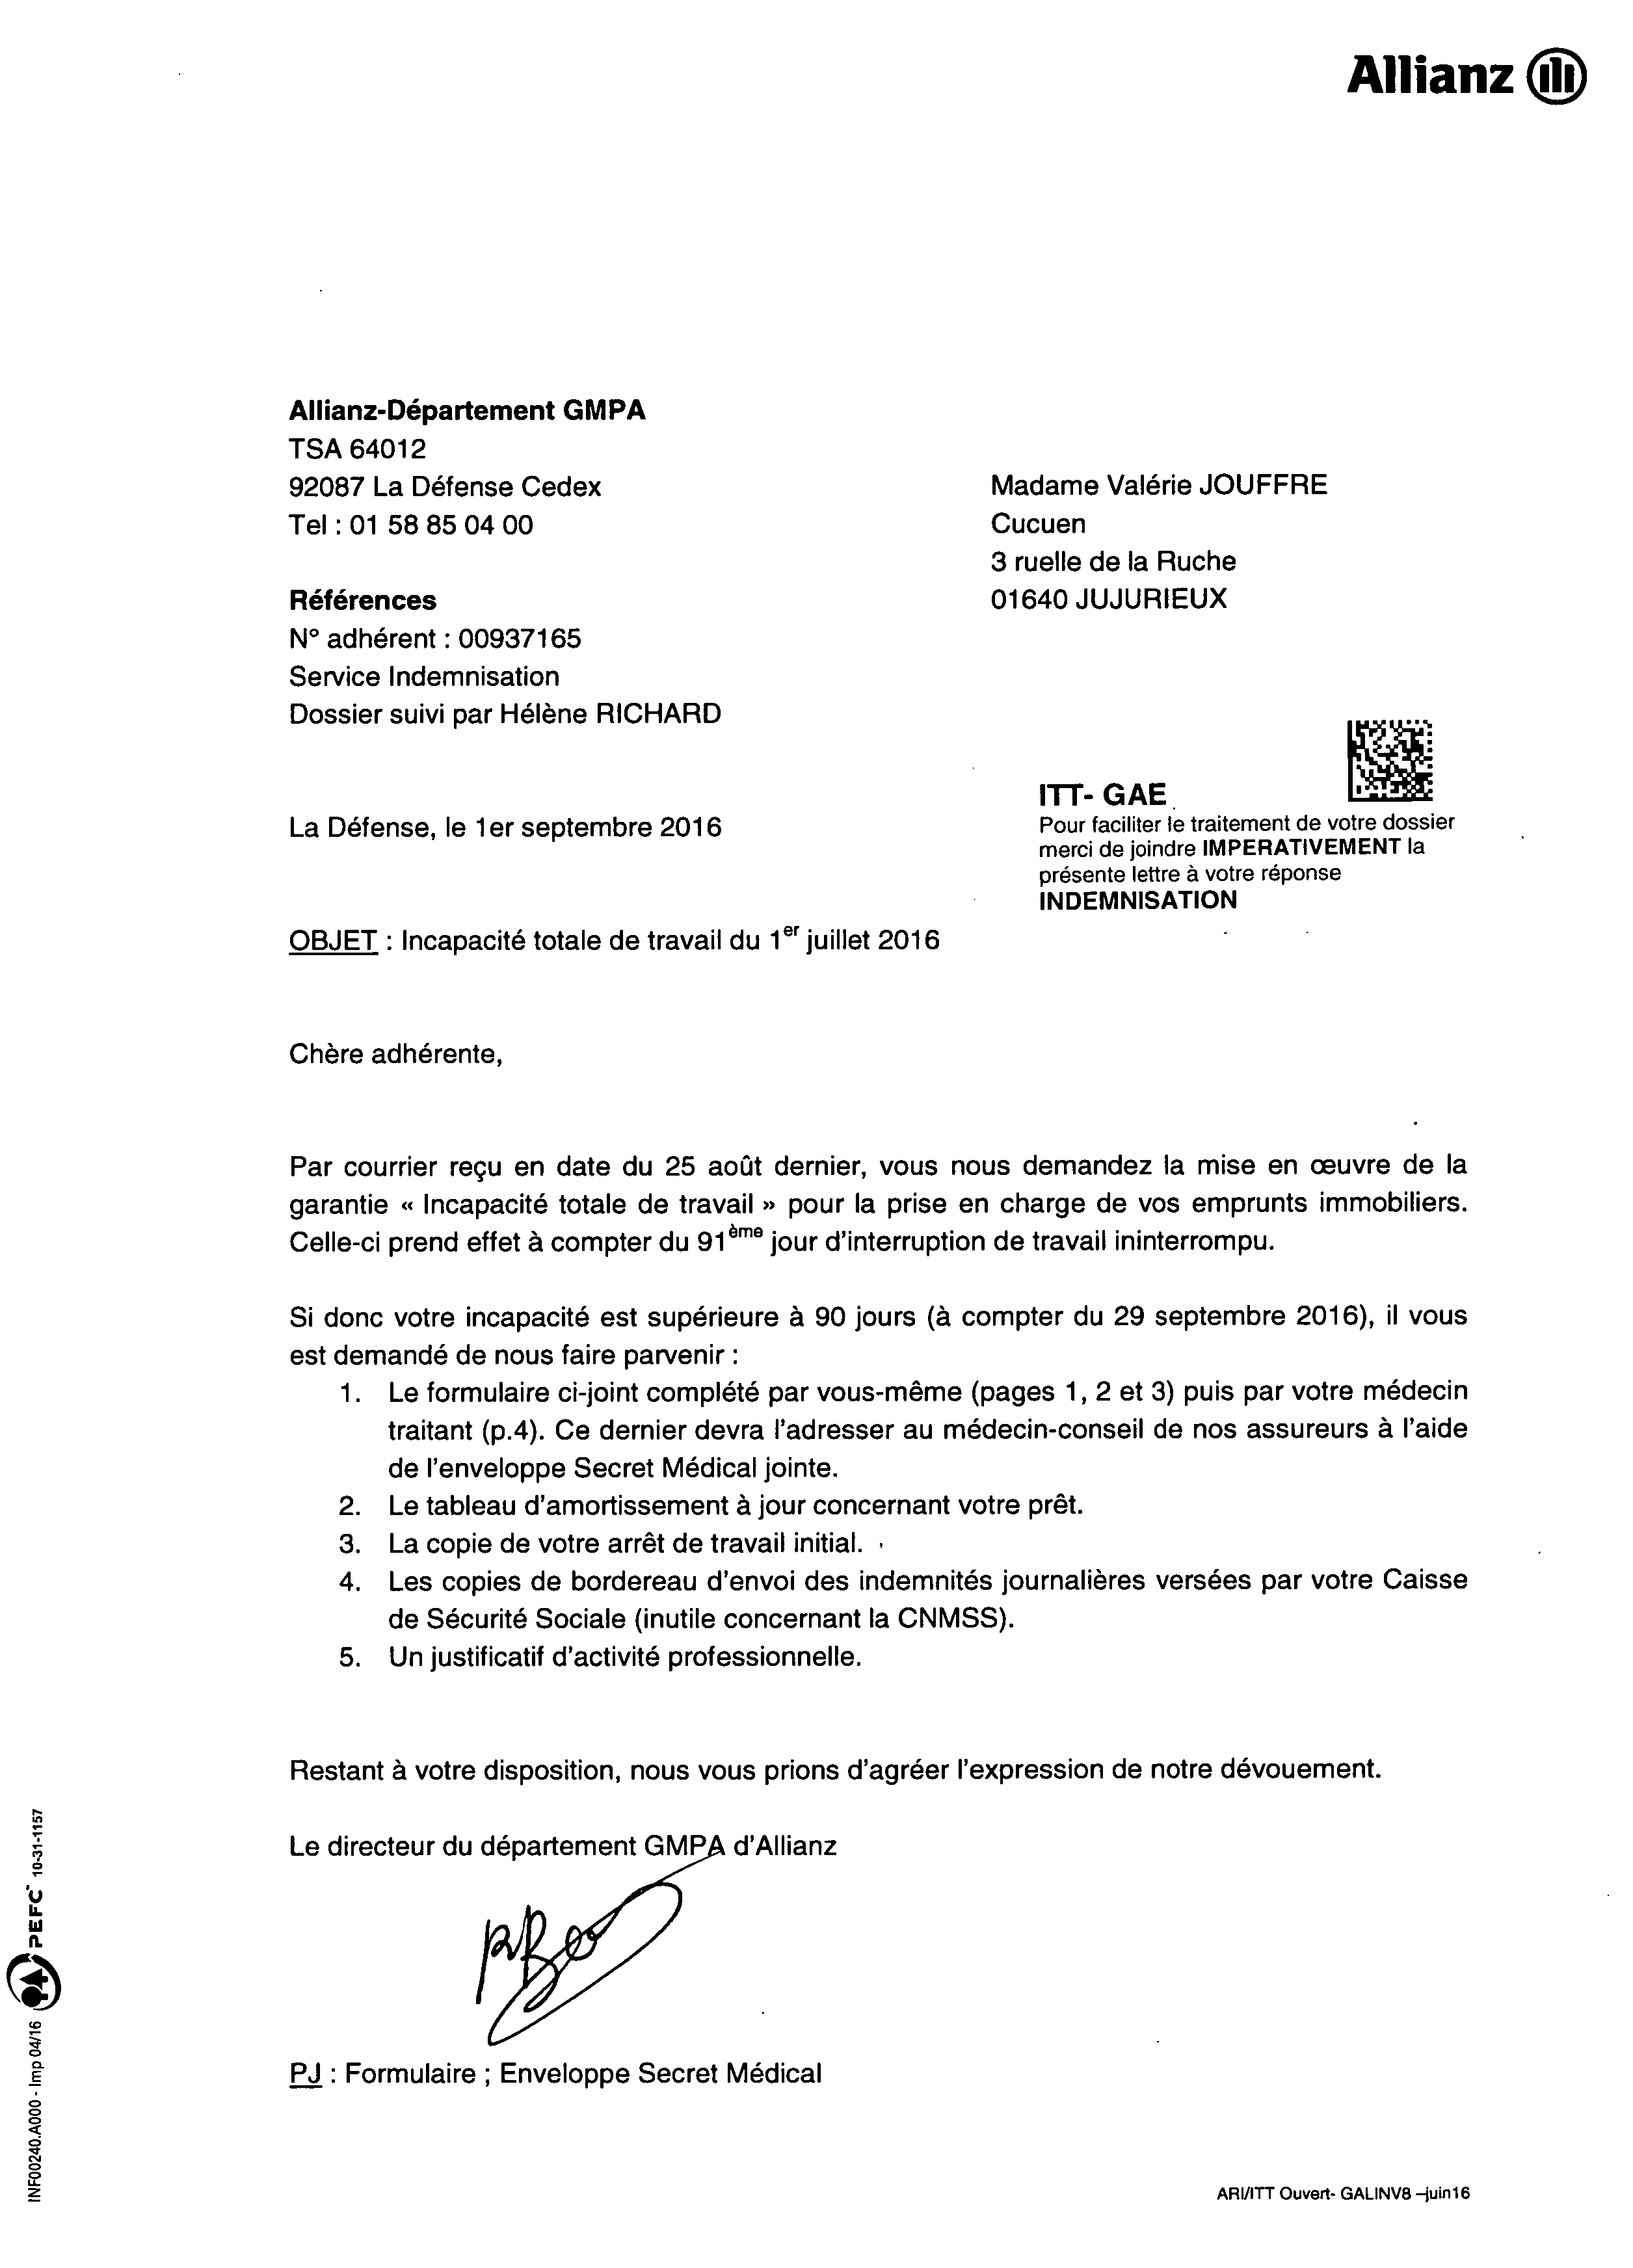 Allianz
Allianz-Département GMPA
TSA 64012
92087 La Défense Cedex
Tel : 01 58 85 04 00
Madame Valérie JOUFFRE
Cucuen
3 ruelle de la Ruche
01640 JUJURIEUX
Références
N° adhérent : 00937165
Service Indemnisation
Dossier suivi par Hélène RICHARD
La Défense, le 1er septembre 2016
ITT- GAE
Pour faciliter le traitement de votre dossier
merci de joindre IMPERATIVEMENT la
présente lettre à votre réponse
INDEMNISATION
OBJET : Incapacité totale de travail du 1er juillet 2016
Chère adhérente,
Par courrier reçu en date du 25 août dernier, vous nous demandez la mise en œuvre de la
garantie « Incapacité totale de travail » pour la prise en charge de vos emprunts immobiliers.
Celle-ci prend effet à compter du 91ème jour d'interruption de travail ininterrompu.
Si donc votre incapacité est supérieure à 90 jours (à compter du 29 septembre 2016), il vous
est demandé de nous faire parvenir :
1. Le formulaire ci-joint complété par vous-même (pages 1, 2 et 3) puis par votre médecin
traitant (p.4). Ce dernier devra l'adresser au médecin-conseil de nos assureurs à l'aide
de l'enveloppe Secret Médical jointe.
2. Le tableau d'amortissement à jour concernant votre prêt.
3. La copie de votre arrêt de travail initial.
4. Les copies de bordereau d'envoi des indemnités journalières versées par votre Caisse
de Sécurité Sociale (inutile concernant la CNMSS).
5. Un justificatif d'activité professionnelle.
Restant à votre disposition, nous vous prions d'agréer l'expression de notre dévouement.
Le directeur du département GMPA d'Allianz
PJ : Formulaire ; Enveloppe Secret Médical
INF00240.A000 - Imp 04/16 PEFC 10-31-1157
ARI/ITT Ouvert- GALINV8 –juin16